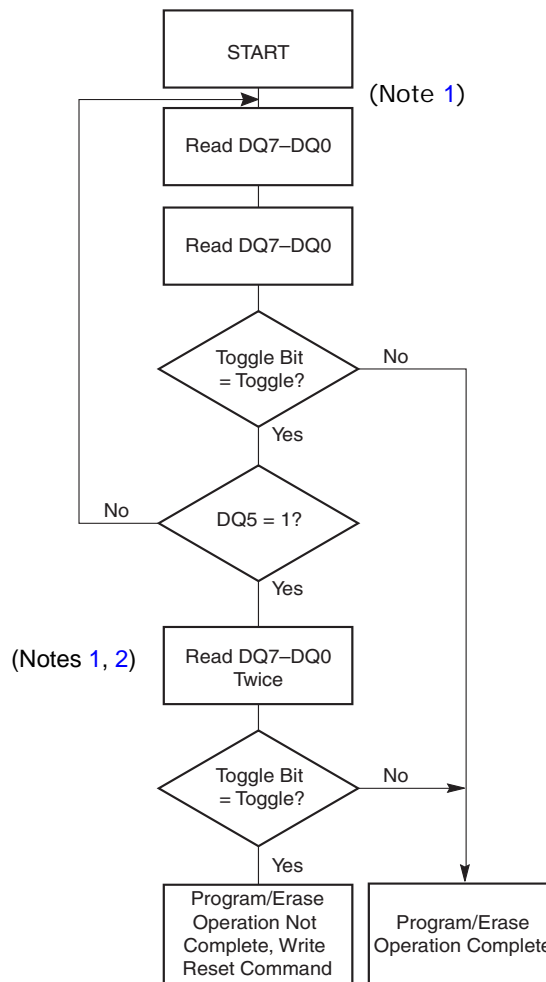 START
(Note 1)
Read DQ7–DQ0
Read DQ7–DQ0
Toggle Bit
= Toggle?
No
Yes
No
DQ5 = 1?
Yes
(Notes 1, 2)
Read DQ7–DQ0
Twice
Toggle Bit
= Toggle?
No
Yes
Program/Erase
Operation Not
Complete, Write
Reset Command
Program/Erase
Operation Complete